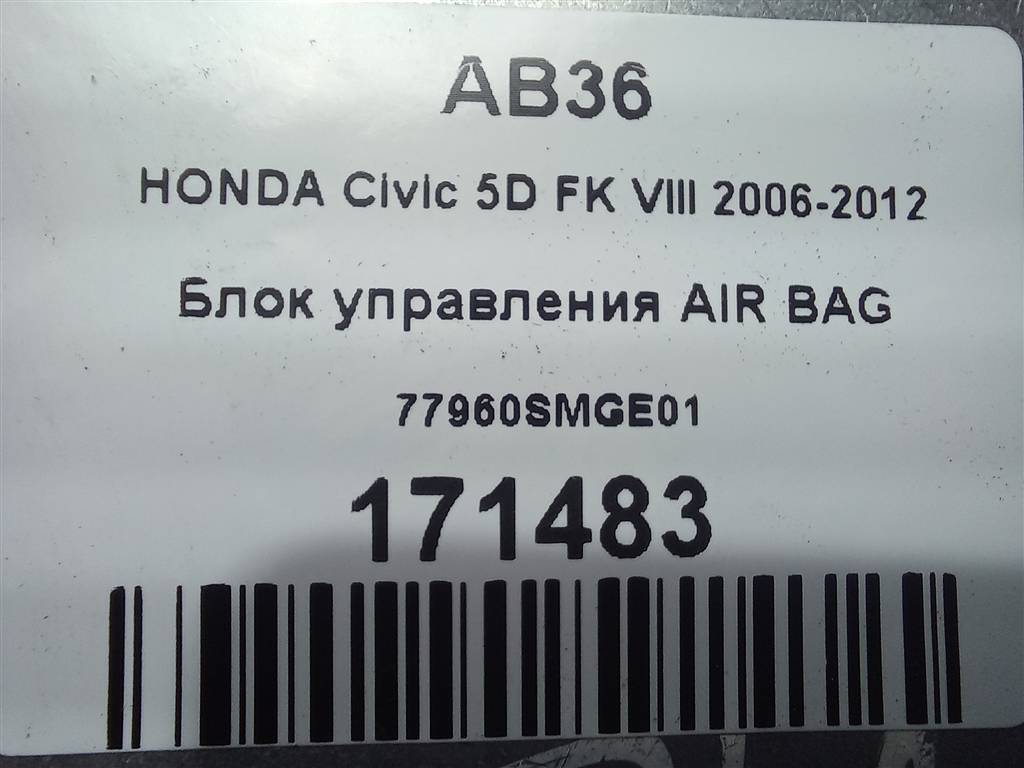 AB36
HONDA Civic 5D FK VIII 2006-2012
Блок управления AIR BAG
77960SMGE01
171483